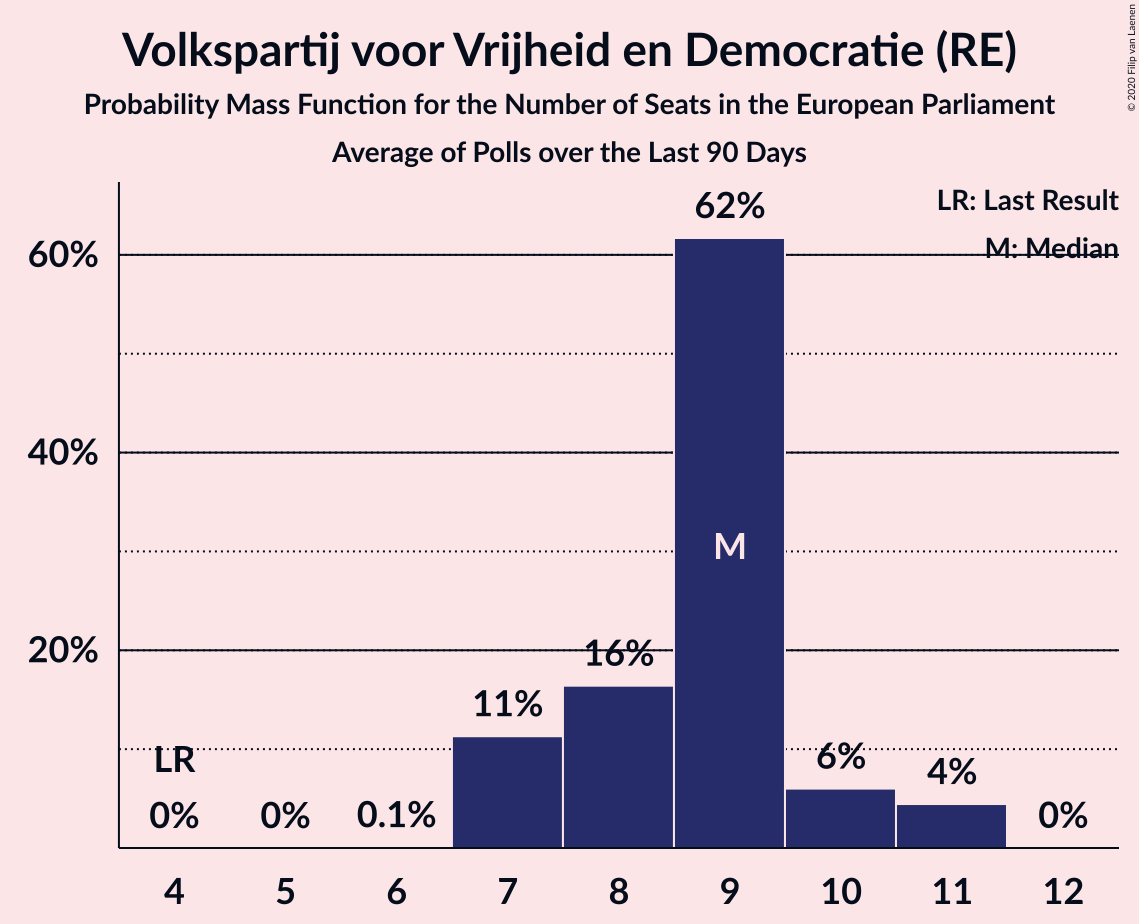 Volkspartij voor Vrijheid en Democratie (RE)
Probability Mass Function for the Number of Seats in the European Parliament
Average of Polls over the Last 90 Days
© 2020 Filip van Laenen
LR: Last Result
M: Median
62%
60%
40%
M
20%
16%
11%
LR
6%
4%
0% 0% 0.1% 0%
4 5 6 7 8 9 10 11 12